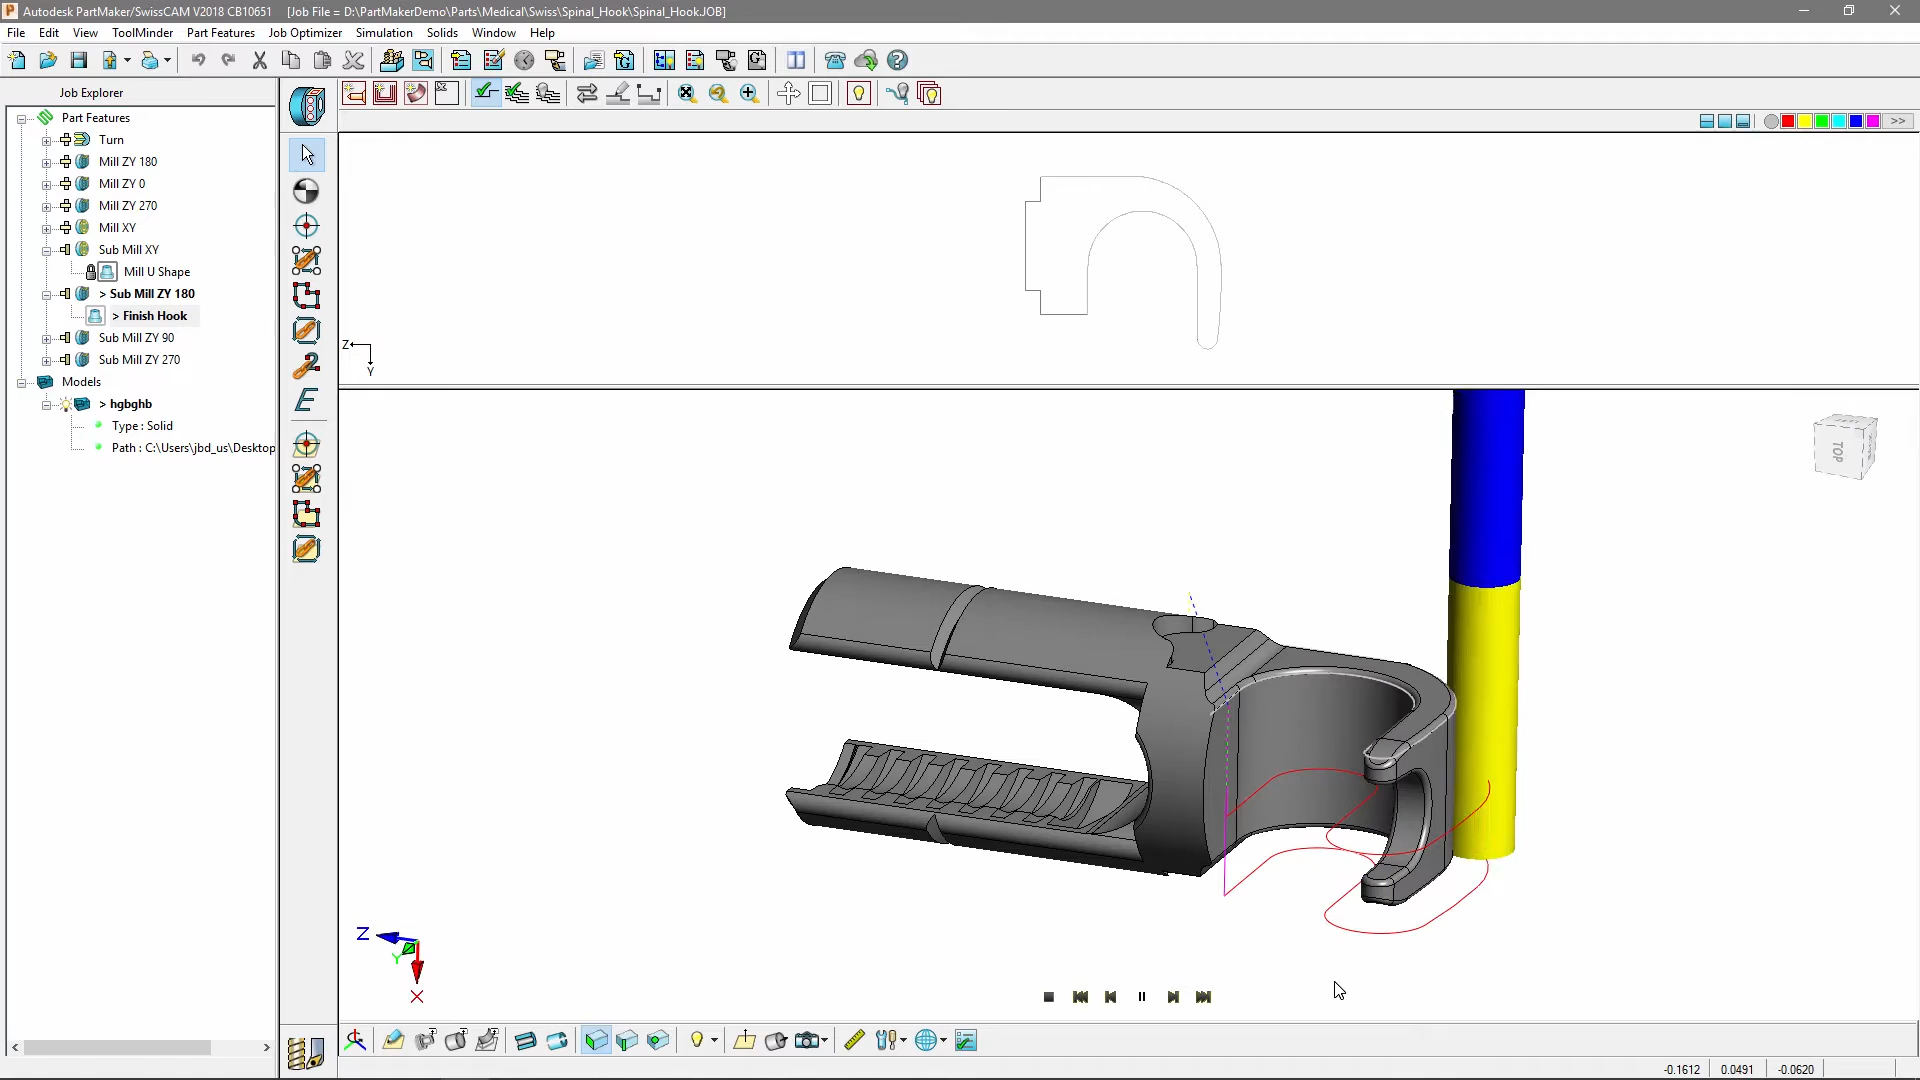 Autodesk PartMaker/SwissCAM V2018 CB10651 [Job File = D:\PartMakerDemo\Parts\Medical\Swiss\Spinal_Hook\Spinal_Hook.JOB]
File Edit View ToolMinder Part Features Job Optimizer Simulation Solids Window Help
Job Explorer
Part Features
Turn
Mill ZY 180
Mill ZY 0
Mill ZY 270
Mill XY
Sub Mill XY
Mill U Shape
> Sub Mill ZY 180
> Finish Hook
Sub Mill ZY 90
Sub Mill ZY 270
Models
> hgbghb
Type : Solid
Path : C:\Users\jbd_us\Desktop
>>
Z
Y
TOP
Z
Y
X
-0.1612 0.0491 -0.0620